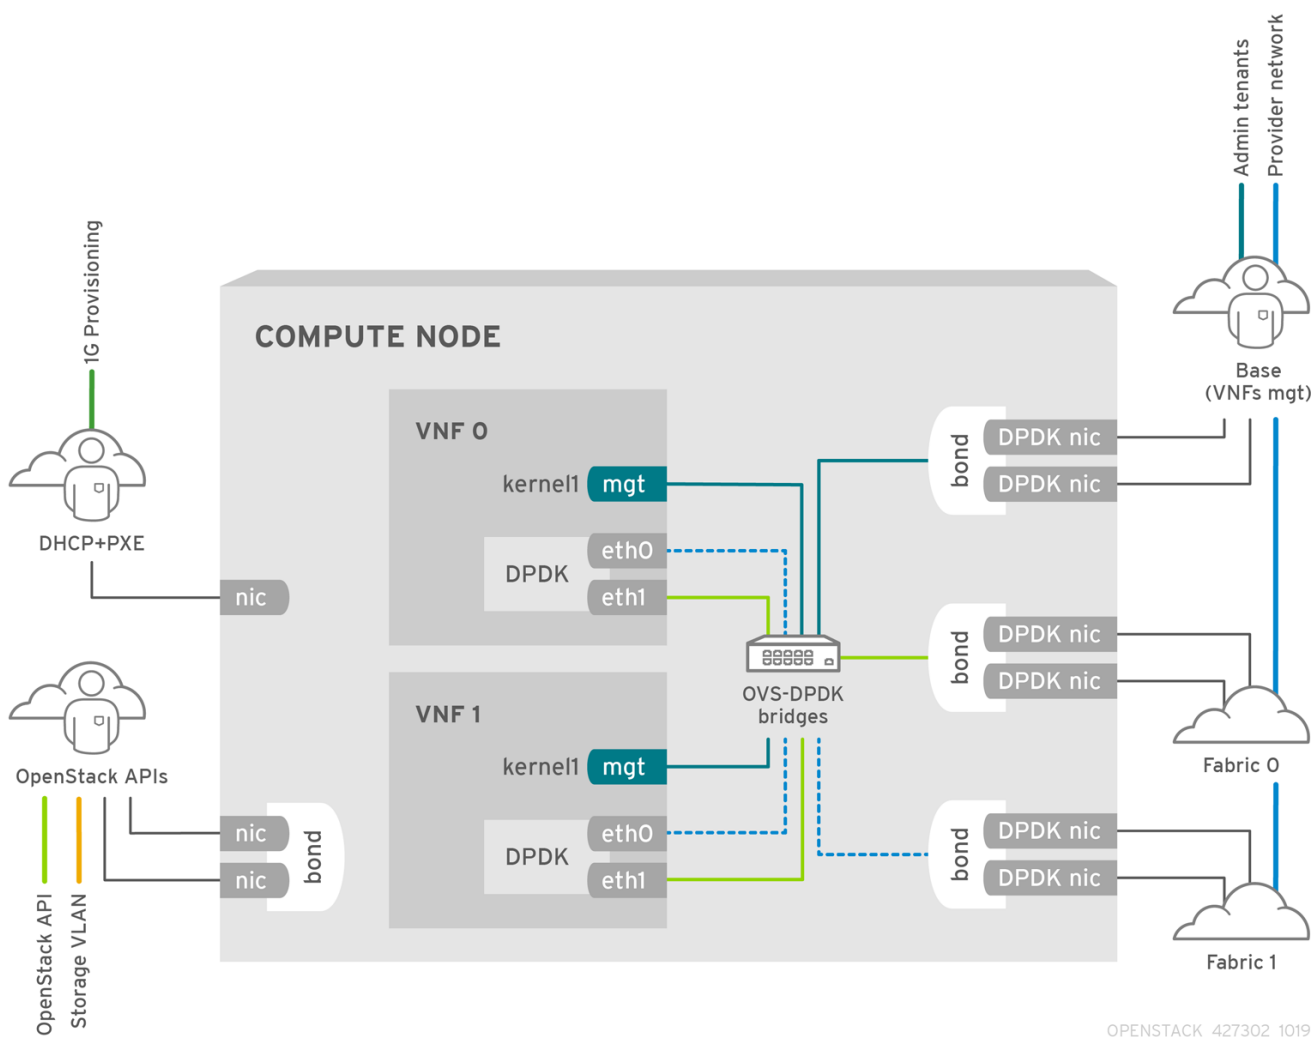 Admin tenants
Provider network
1G Provisioning
COMPUTE NODE
Base
(VNFs mgt)
VNF 0
kernel1 mgt
eth0
DPDK
eth1
bond
DPDK nic
DPDK nic
DHCP+PXE
nic
bond
DPDK nic
DPDK nic
OVS-DPDK
bridges
VNF 1
kernel1 mgt
eth0
DPDK
eth1
OpenStack APIs
Fabric 0
nic
nic
bond
bond
DPDK nic
DPDK nic
OpenStack API
Storage VLAN
Fabric 1
OPENSTACK_427302_1019